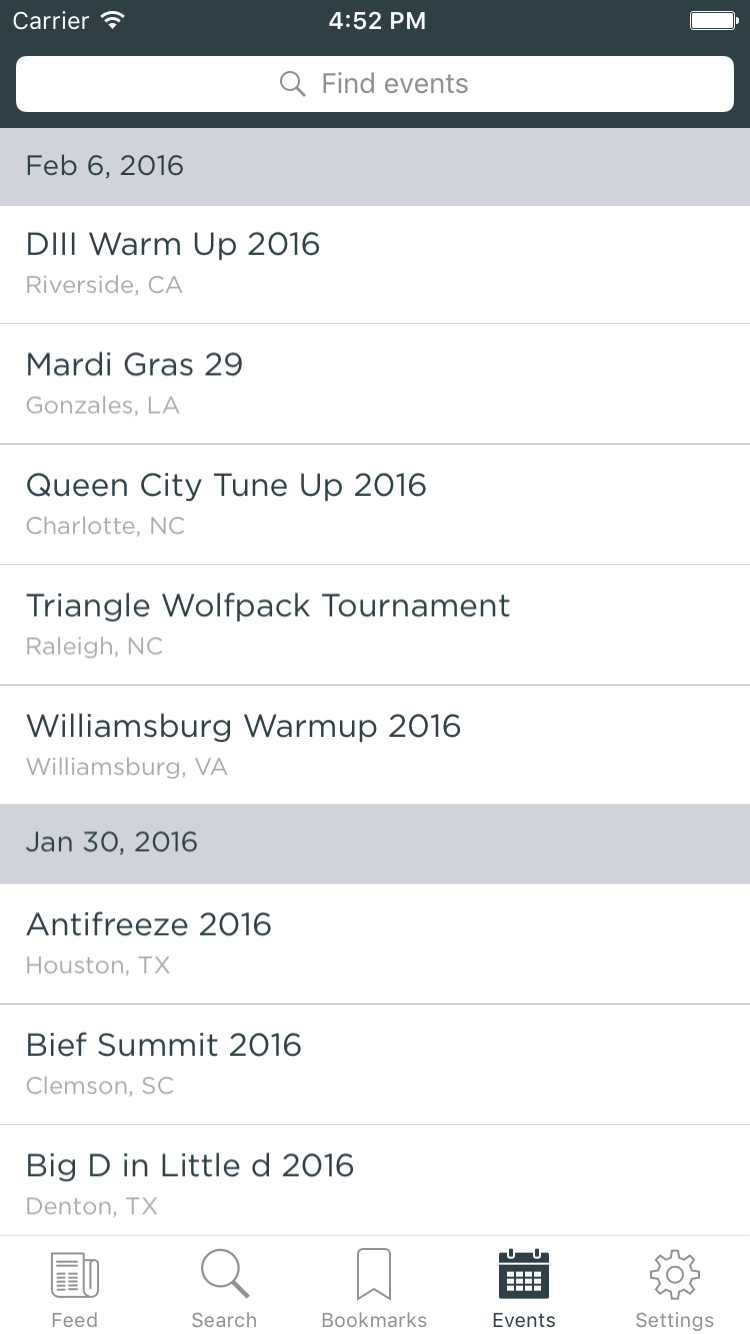 Carrier 4:52 PM
Find events
Feb 6, 2016
DIII Warm Up 2016
Riverside, CA
Mardi Gras 29
Gonzales, LA
Queen City Tune Up 2016
Charlotte, NC
Triangle Wolfpack Tournament
Raleigh, NC
Williamsburg Warmup 2016
Williamsburg, VA
Jan 30, 2016
Antifreeze 2016
Houston, TX
Bief Summit 2016
Clemson, SC
Big D in Little d 2016
Denton, TX
Feed Search Bookmarks Events Settings